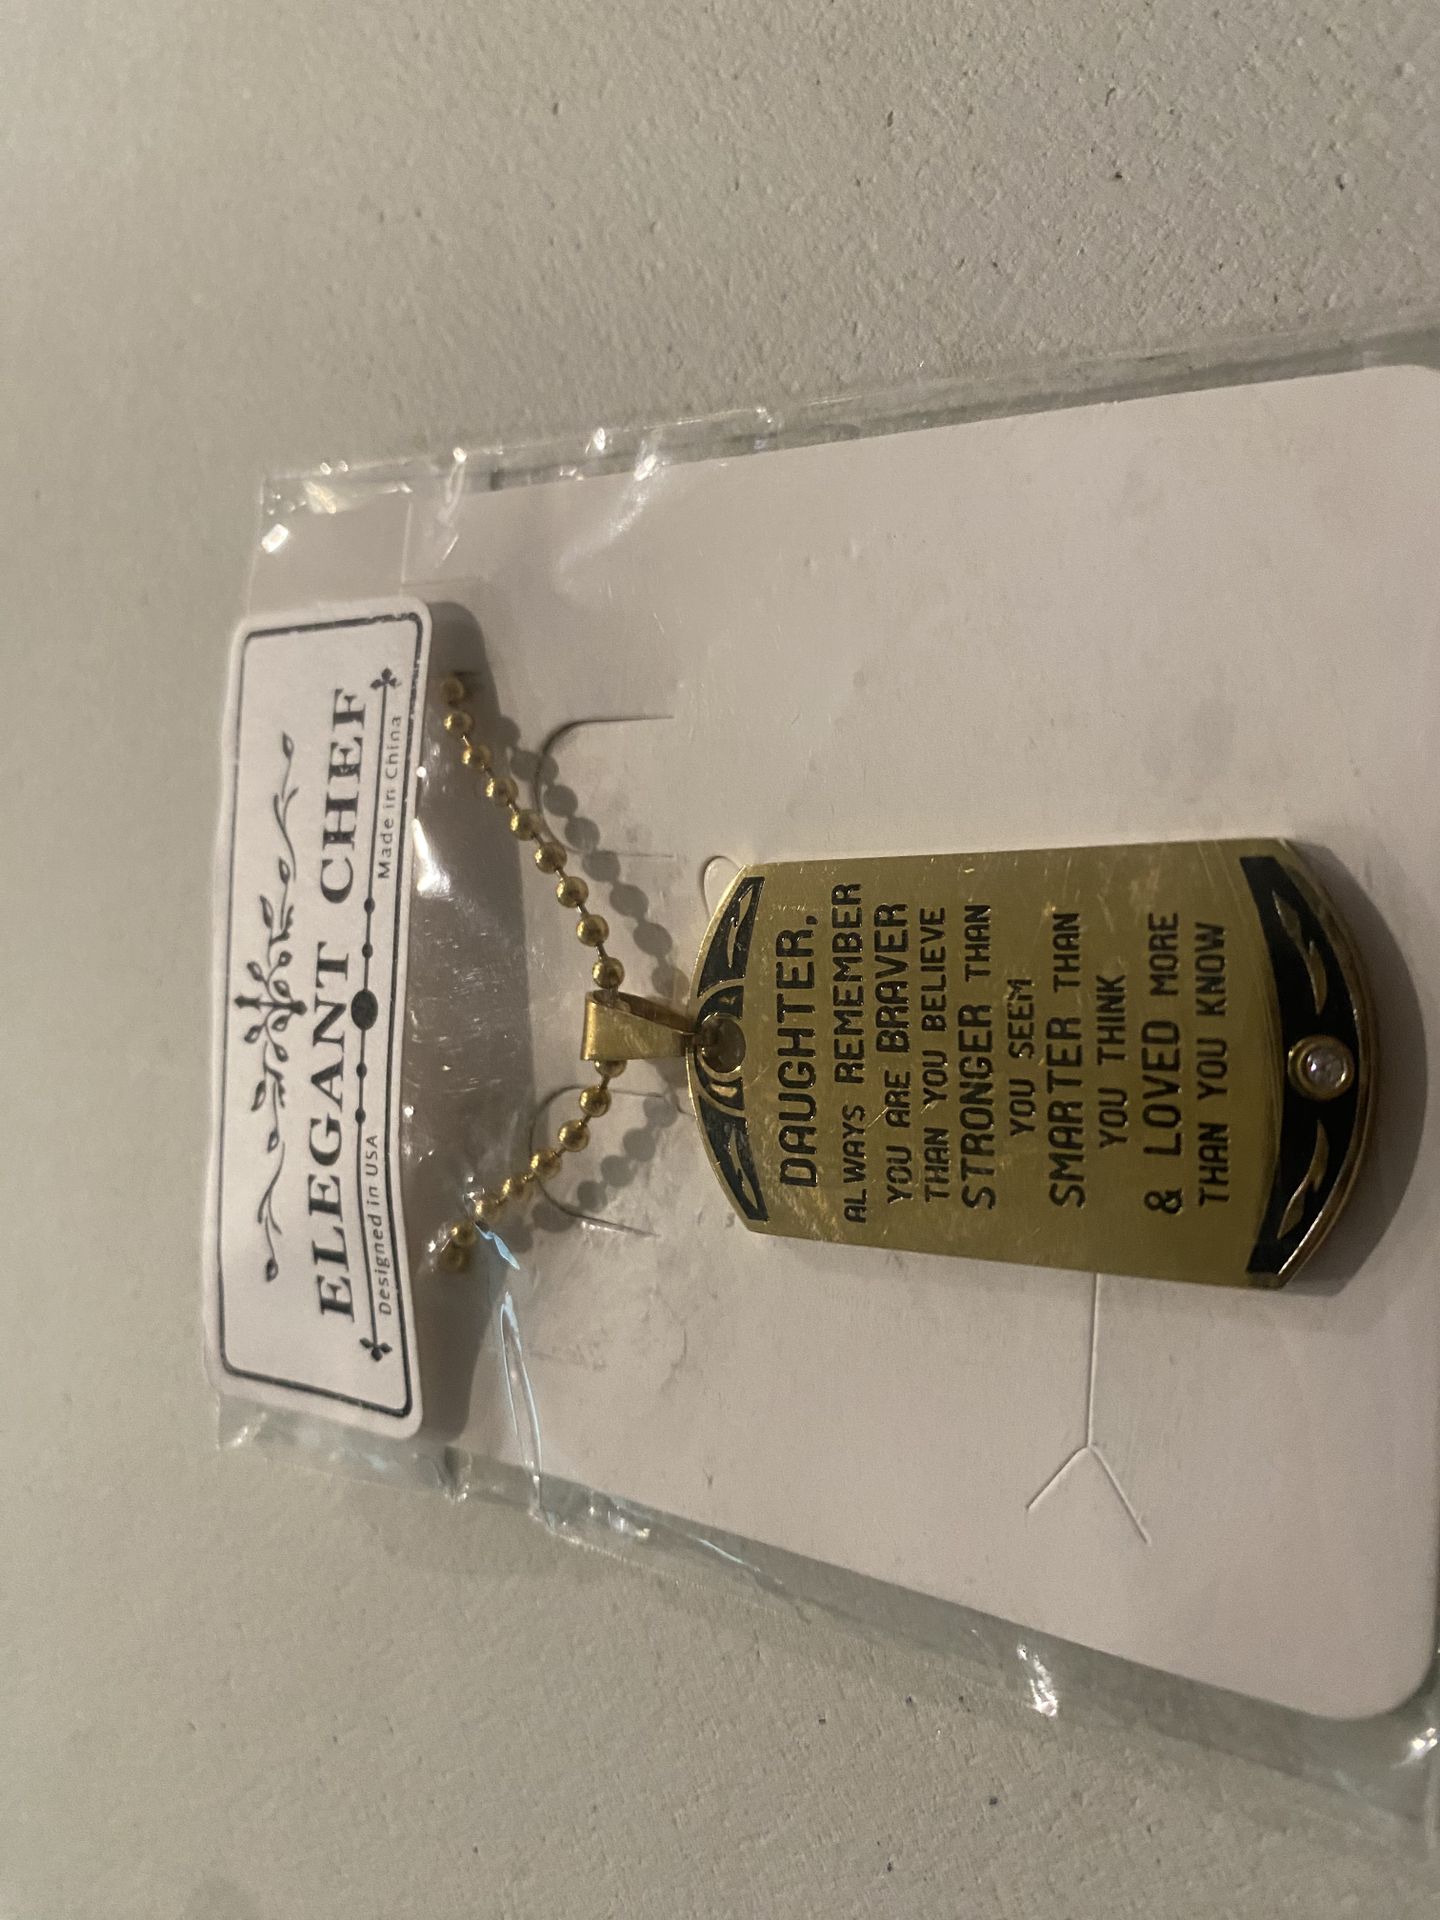 ELEGANT CHEF
Designed in USA Made in China
DAUGHTER,
ALWAYS REMEMBER
YOU ARE BRAVER
THAN YOU BELIEVE
STRONGER THAN
YOU SEEM
SMARTER THAN
YOU THINK
& LOVED MORE
THAN YOU KNOW